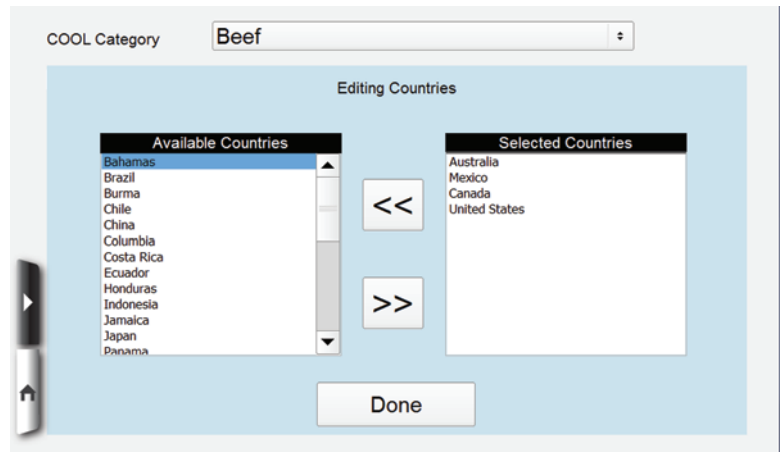 COOL Category
Beef
Editing Countries
Available Countries
Bahamas
Brazil
Burma
Chile
China
Columbia
Costa Rica
Ecuador
Honduras
Indonesia
Jamaica
Japan
Panama
<<
>>
Selected Countries
Australia
Mexico
Canada
United States
Done